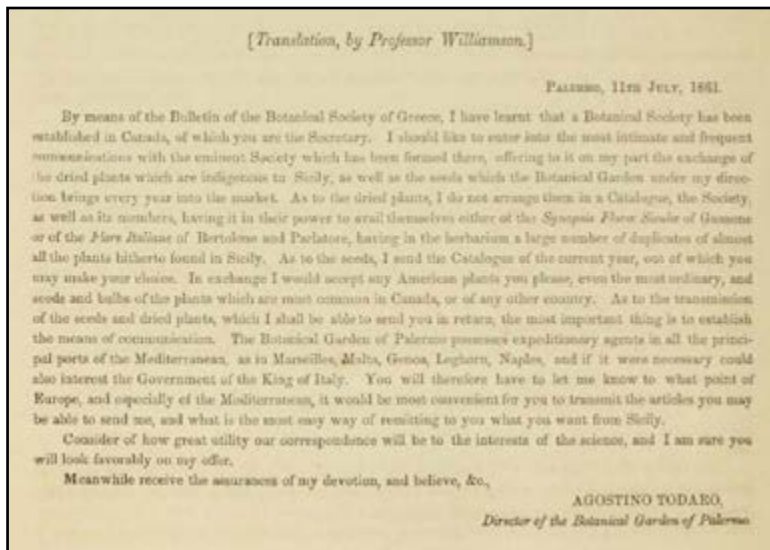 [Translation, by Professor Williamson.]
Palermo, 11th July, 1861.
By means of the Bulletin of the Botanical Society of Greece, I have learnt that a Botanical Society has been
established in Canada, of which you are the Secretary. I should like to enter into the most intimate and frequent
communications with the eminent Society which has been formed there, offering to it on my part the exchange of
the dried plants which are indigenous to Sicily, as well as the seeds which the Botanical Garden under my direc-
tion brings every year into the market. As to the dried plants, I do not arrange them in a Catalogue, the Society,
as well as its members, having it in their power to avail themselves either of the Synopsis Floræ Siculæ of Gussone
or of the Flora Italiana of Bertolone and Parlatore, having in the herbarium a large number of duplicates of almost
all the plants hitherto found in Sicily. As to the seeds, I send the Catalogue of the current year, out of which you
may make your choice. In exchange I would accept any American plants you please, even the most ordinary, and
seeds and bulbs of the plants which are most common in Canada, or of any other country. As to the transmission
of the seeds and dried plants, which I shall be able to send you in return, the most important thing is to establish
the means of communication. The Botanical Garden of Palermo possesses expeditionary agents in all the princi-
pal ports of the Mediterranean, as in Marseilles, Malta, Genoa, Leghorn, Naples, and if it were necessary could
also interest the Government of the King of Italy. You will therefore have to let me know to what point of
Europe, and especially of the Mediterranean, it would be most convenient for you to transmit the articles you may
be able to send me, and what is the most easy way of remitting to you what you want from Sicily.
Consider of how great utility our correspondence will be to the interests of the science, and I am sure you
will look favorably on my offer.
Meanwhile receive the assurances of my devotion, and believe, &c.,
AGOSTINO TODARO,
Director of the Botanical Garden of Palermo